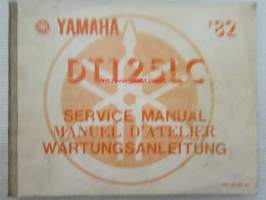 YAMAHA '82
DT125LC
SERVICE MANUAL
MANUEL D'ATELIER
WARTUNGSANLEITUNG